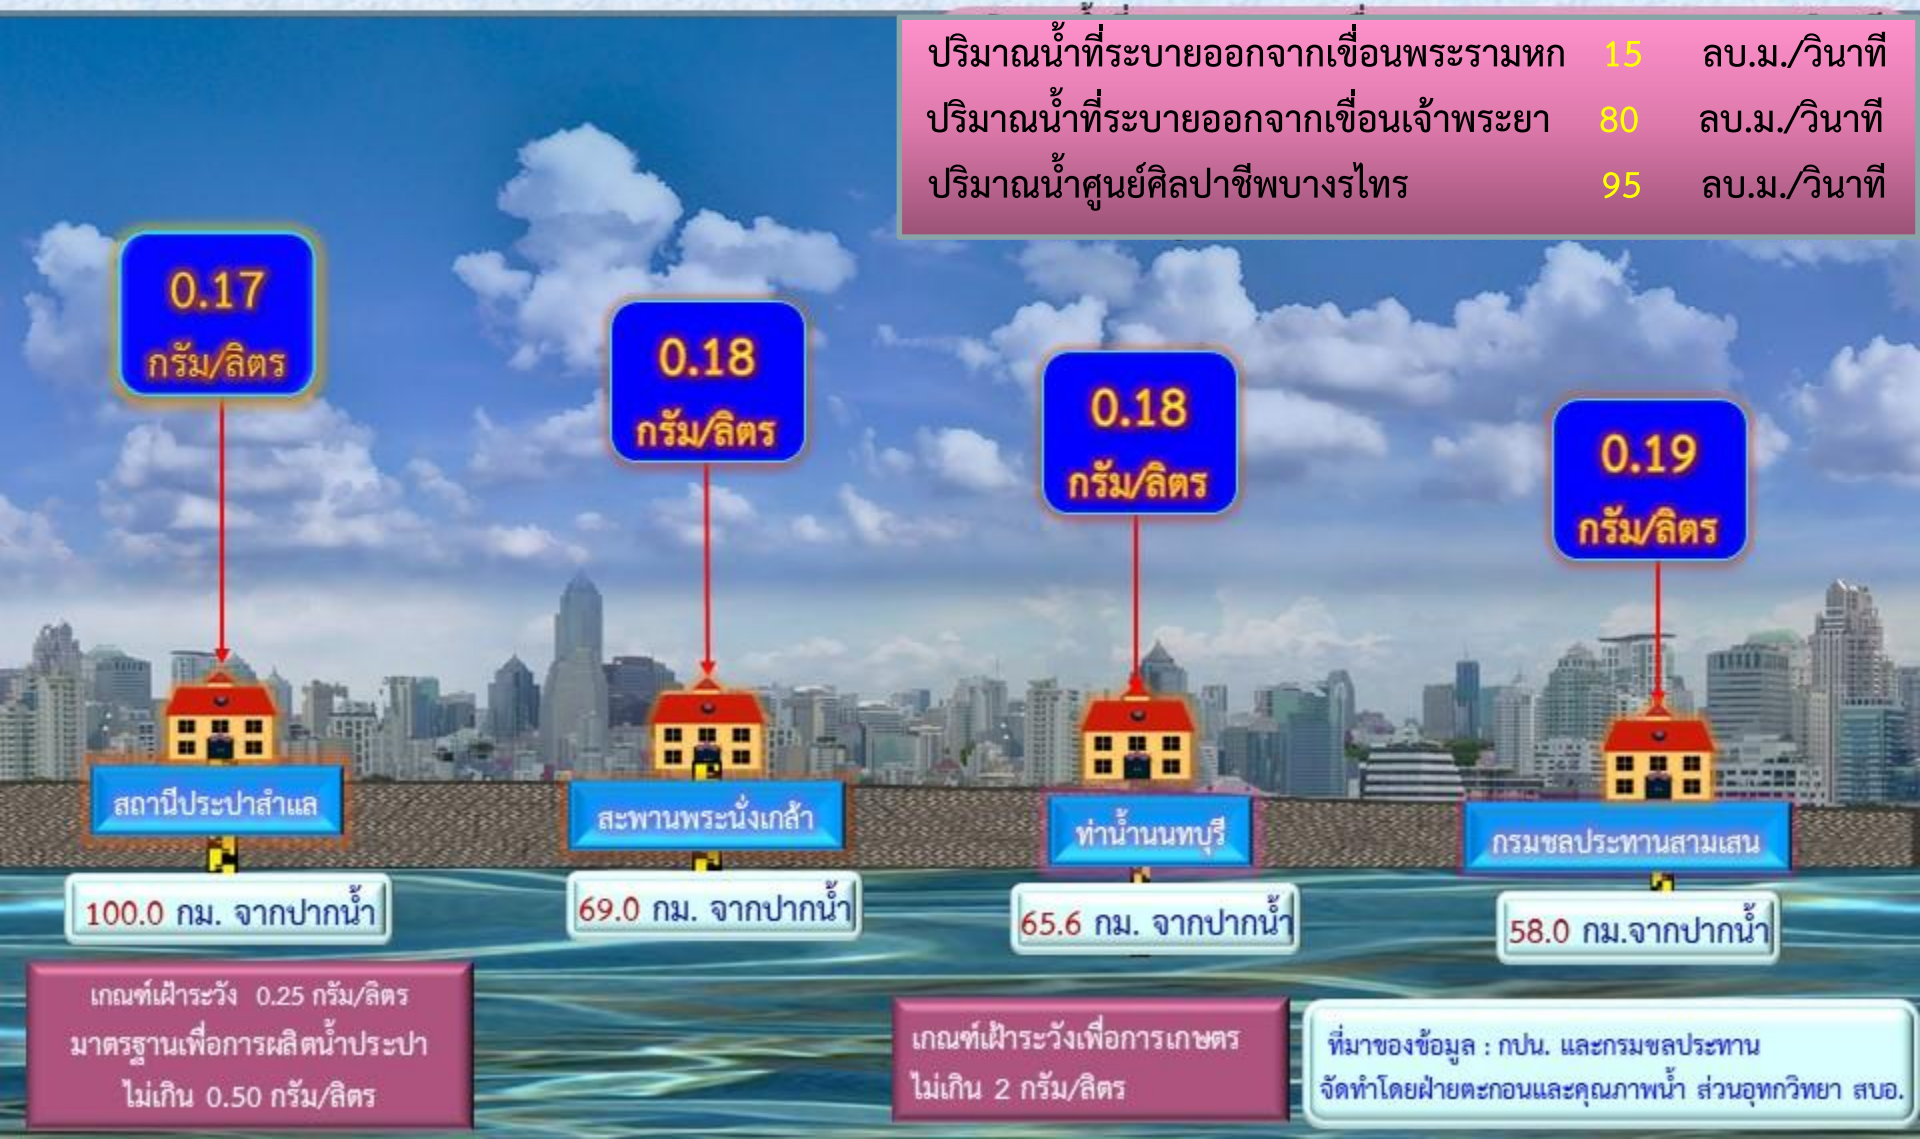 ปริมาณน้ำที่ระบายออกจากเขื่อนพระรามหก 15 ลบ.ม./วินาที
ปริมาณน้ำที่ระบายออกจากเขื่อนเจ้าพระยา 80 ลบ.ม./วินาที
ปริมาณน้ำศูนย์ศิลปาชีพบางรไทร 95 ลบ.ม./วินาที
0.17
กรัม/ลิตร
0.18
กรัม/ลิตร
0.18
กรัม/ลิตร
0.19
กรัม/ลิตร
สถานีประปาสำแล
สะพานพระนั่งเกล้า
ท่าน้ำนนทบุรี
กรมชลประทานสามเสน
100.0 กม. จากปากน้ำ
69.0 กม. จากปากน้ำ
65.6 กม. จากปากน้ำ
58.0 กม.จากปากน้ำ
เกณฑ์เฝ้าระวัง 0.25 กรัม/ลิตร
มาตรฐานเพื่อการผลิตน้ำประปา
ไม่เกิน 0.50 กรัม/ลิตร
เกณฑ์เฝ้าระวังเพื่อการเกษตร
ไม่เกิน 2 กรัม/ลิตร
ที่มาของข้อมูล : กปน. และกรมชลประทาน
จัดทำโดยฝ่ายตะกอนและคุณภาพน้ำ ส่วนอุทกวิทยา สบอ.